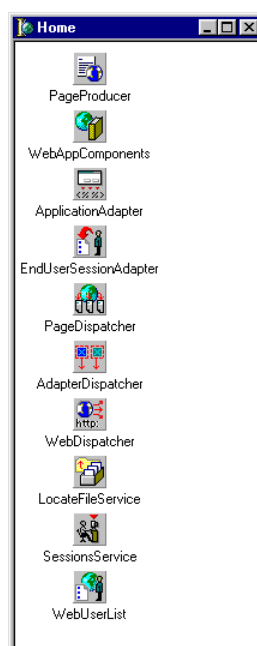 Home
PageProducer
WebAppComponents
<%%>
ApplicationAdapter
EndUserSessionAdapter
PageDispatcher
AdapterDispatcher
http:
WebDispatcher
LocateFileService
SessionsService
WebUserList